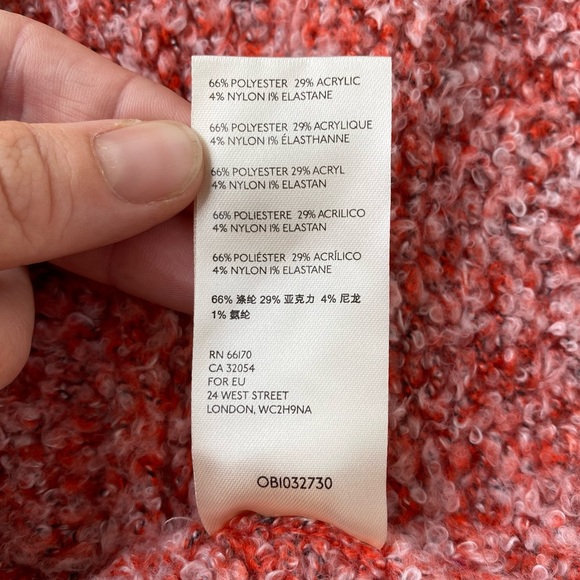 66% POLYESTER 29% ACRYLIC
4% NYLON 1% ELASTANE
66% POLYESTER 29% ACRYLIQUE
4% NYLON 1% ÉLASTHANNE
66% POLYESTER 29% ACRYL
4% NYLON 1% ELASTAN
66% POLIESTERE 29% ACRILICO
4% NYLON 1% ELASTAN
66% POLIÉSTER 29% ACRÍLICO
4% NYLON 1% ELASTANE
66% 涤纶 29% 亚克力 4% 尼龙
1% 氨纶
RN 66170
CA 32054
FOR EU
24 WEST STREET
LONDON, WC2H9NA
OB1032730